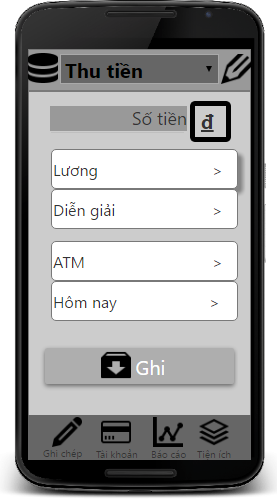 Thu tiền
Số tiền đ
Lương >
Diễn giải >
ATM >
Hôm nay >
Ghi
Ghi chép Tài khoản Báo cáo Tiện ích